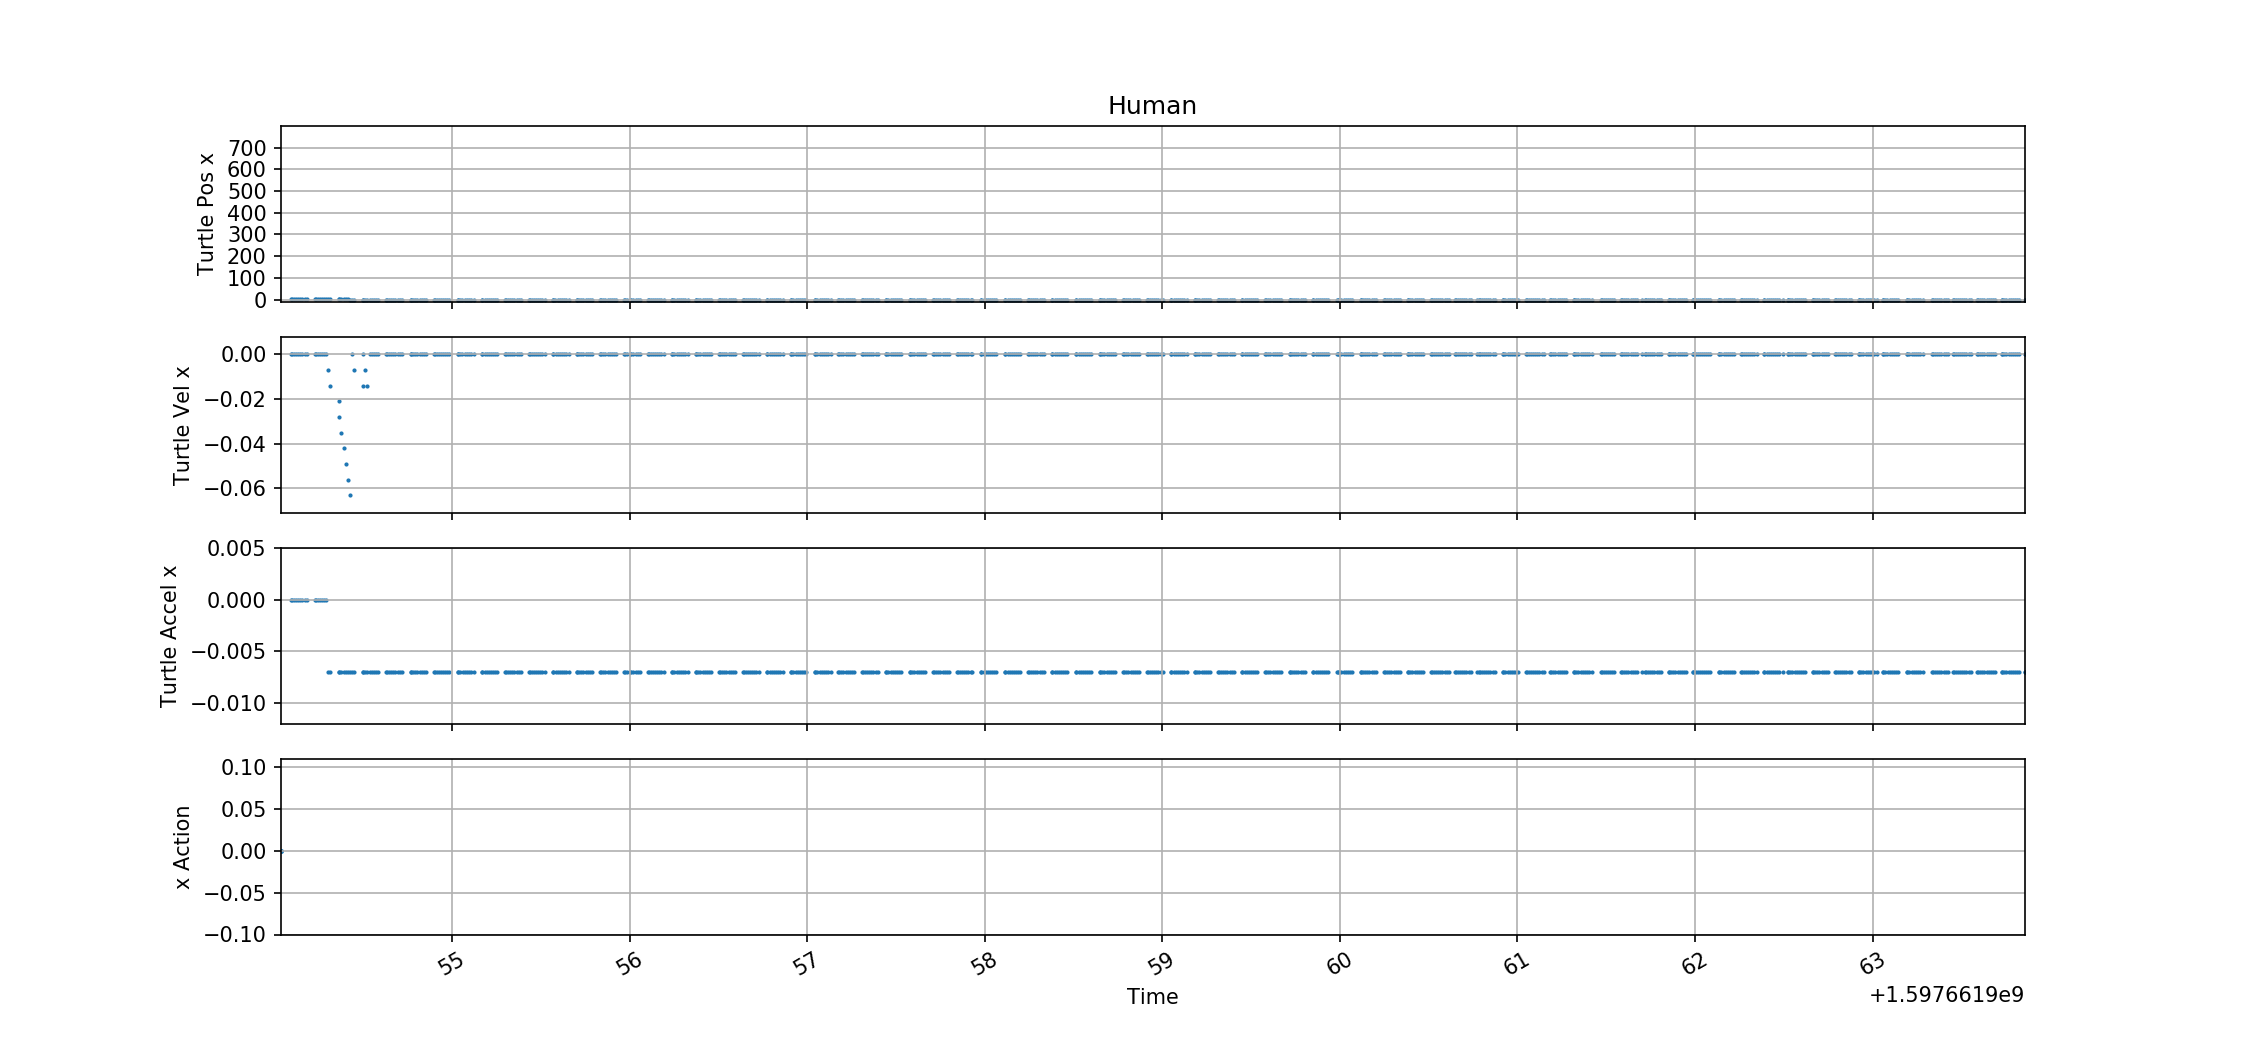 Human
Turtle Pos x
700
600
500
400
300
200
100
0
Turtle Vel x
0.00
−0.02
−0.04
−0.06
Turtle Accel x
0.005
0.000
−0.005
−0.010
x Action
0.10
0.05
0.00
−0.05
−0.10
55 56 57 58 59 60 61 62 63
Time
+1.5976619e9